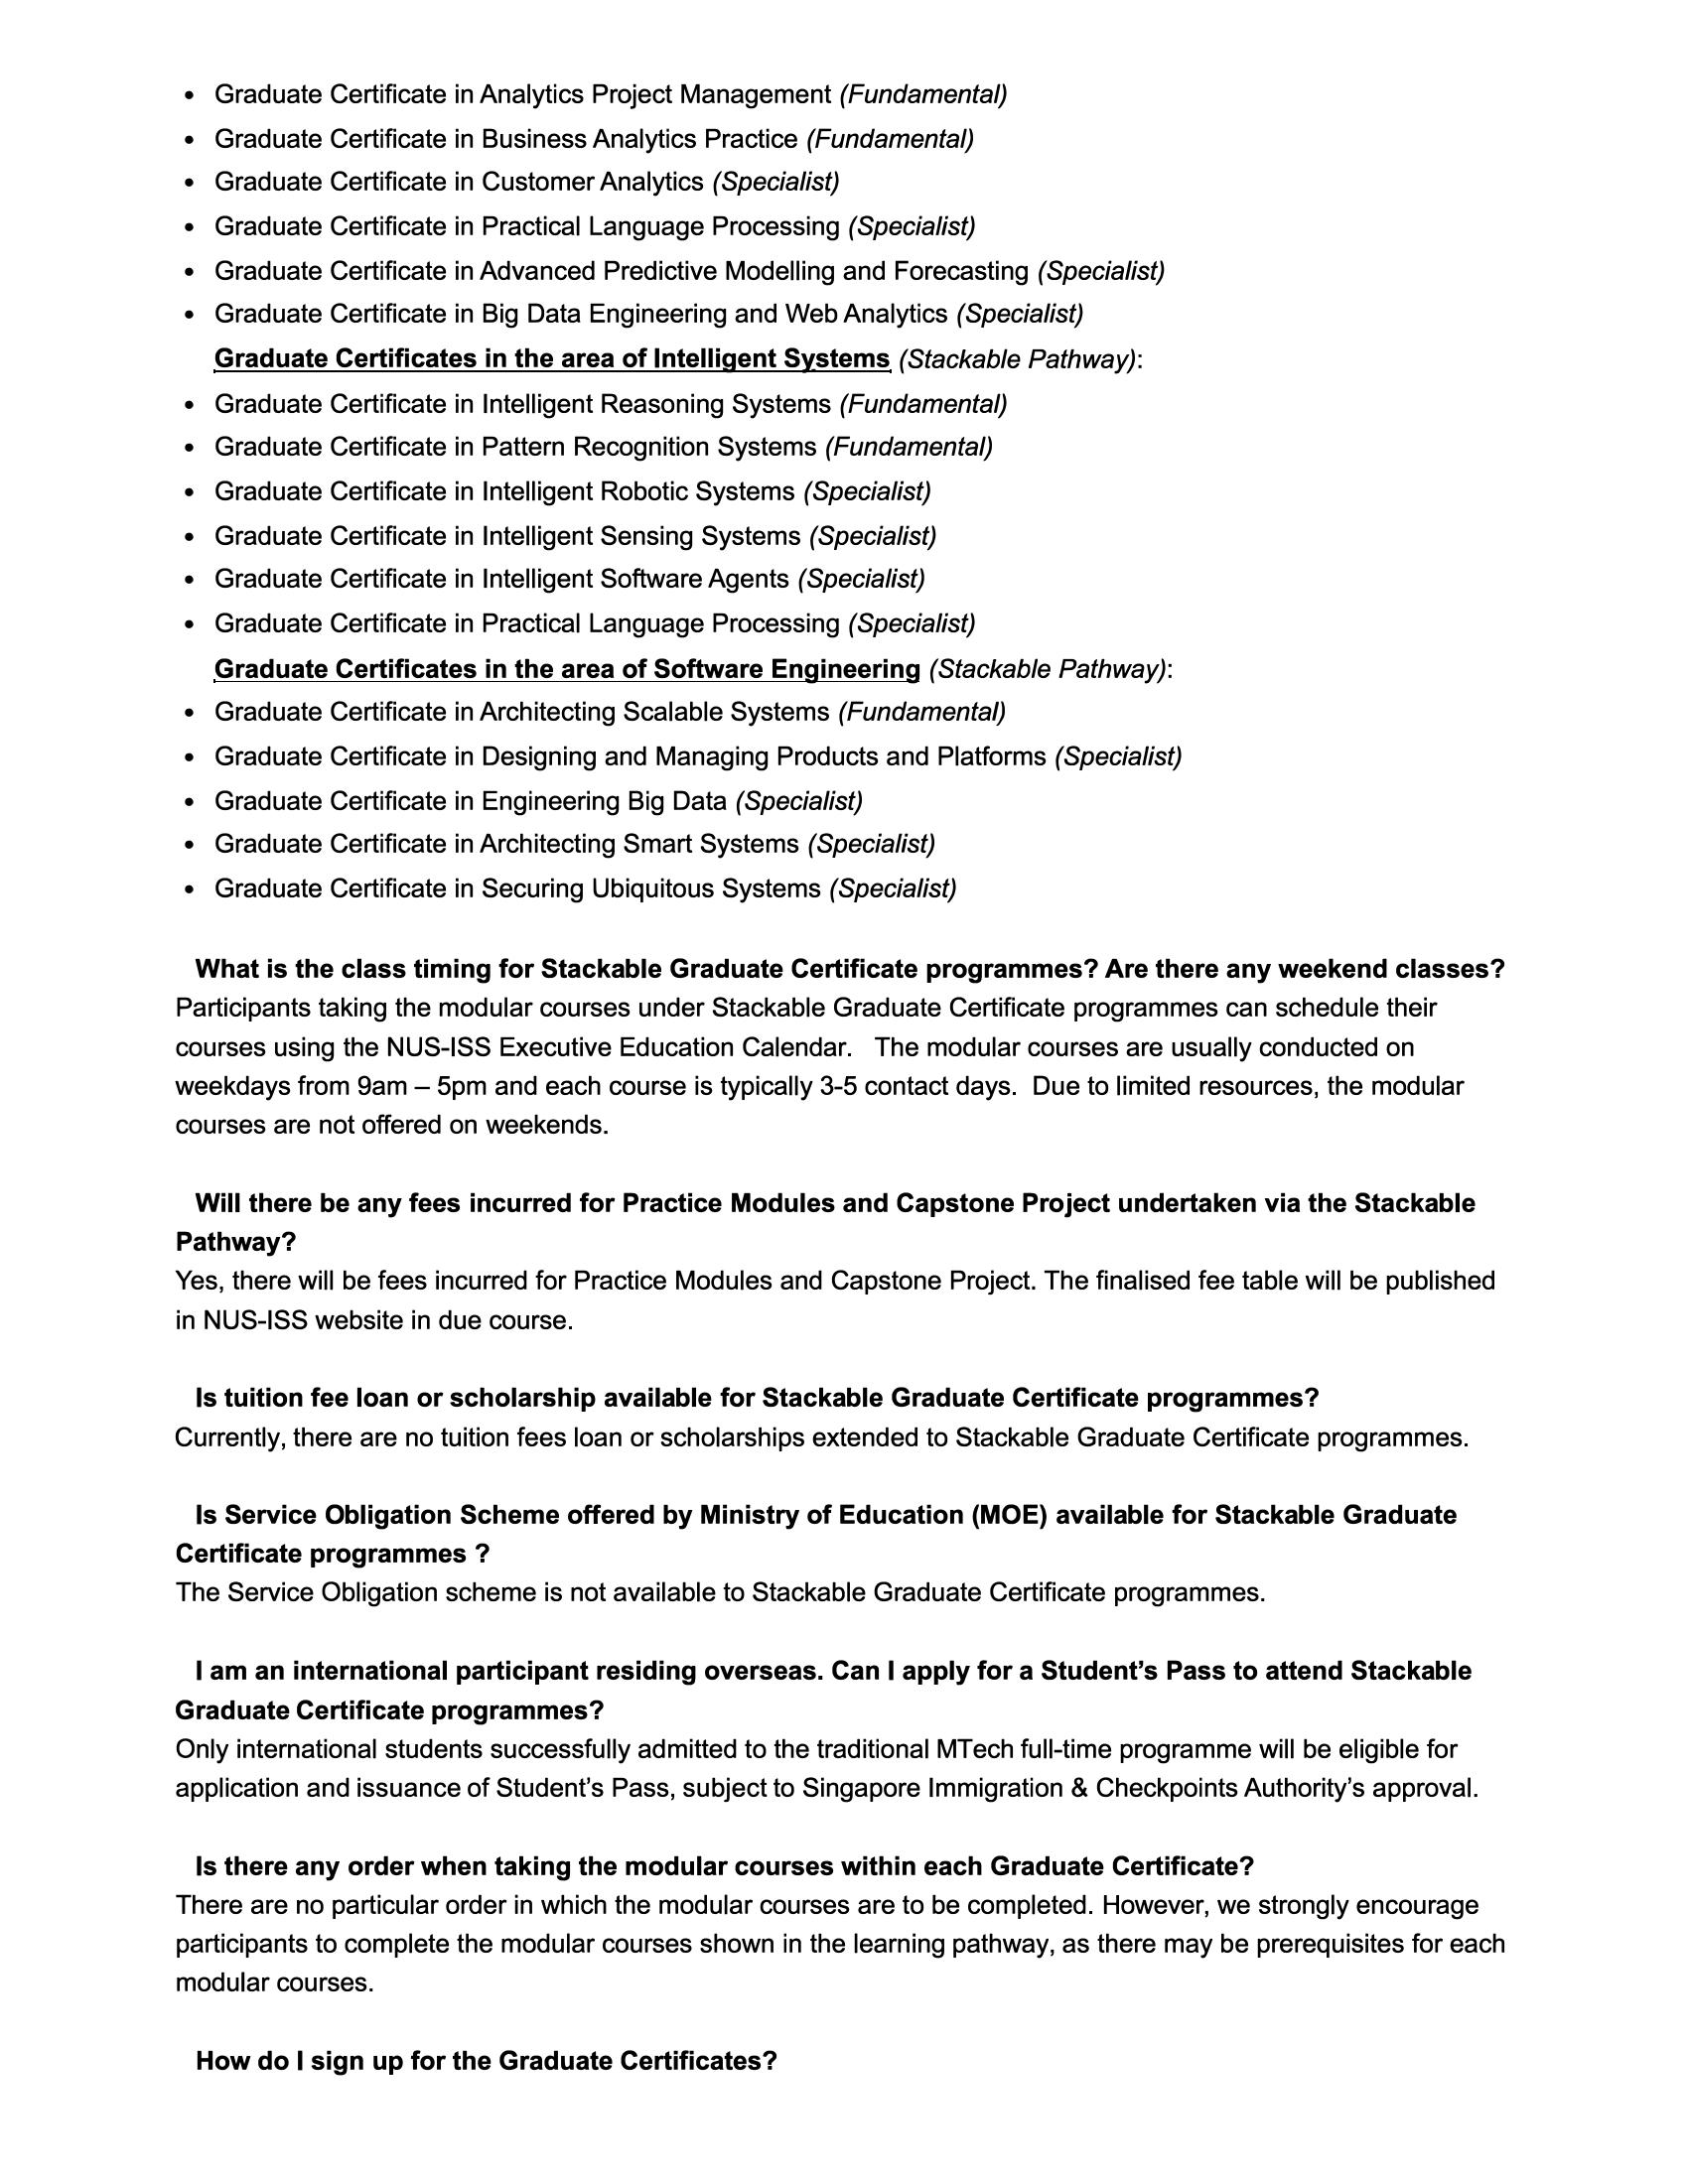 • Graduate Certificate in Analytics Project Management (Fundamental)
• Graduate Certificate in Business Analytics Practice (Fundamental)
• Graduate Certificate in Customer Analytics (Specialist)
• Graduate Certificate in Practical Language Processing (Specialist)
• Graduate Certificate in Advanced Predictive Modelling and Forecasting (Specialist)
• Graduate Certificate in Big Data Engineering and Web Analytics (Specialist)
Graduate Certificates in the area of Intelligent Systems (Stackable Pathway):
• Graduate Certificate in Intelligent Reasoning Systems (Fundamental)
• Graduate Certificate in Pattern Recognition Systems (Fundamental)
• Graduate Certificate in Intelligent Robotic Systems (Specialist)
• Graduate Certificate in Intelligent Sensing Systems (Specialist)
• Graduate Certificate in Intelligent Software Agents (Specialist)
• Graduate Certificate in Practical Language Processing (Specialist)
Graduate Certificates in the area of Software Engineering (Stackable Pathway):
• Graduate Certificate in Architecting Scalable Systems (Fundamental)
• Graduate Certificate in Designing and Managing Products and Platforms (Specialist)
• Graduate Certificate in Engineering Big Data (Specialist)
• Graduate Certificate in Architecting Smart Systems (Specialist)
• Graduate Certificate in Securing Ubiquitous Systems (Specialist)
What is the class timing for Stackable Graduate Certificate programmes? Are there any weekend classes?
Participants taking the modular courses under Stackable Graduate Certificate programmes can schedule their
courses using the NUS-ISS Executive Education Calendar.   The modular courses are usually conducted on
weekdays from 9am – 5pm and each course is typically 3-5 contact days.  Due to limited resources, the modular
courses are not offered on weekends.
Will there be any fees incurred for Practice Modules and Capstone Project undertaken via the Stackable
Pathway?
Yes, there will be fees incurred for Practice Modules and Capstone Project. The finalised fee table will be published
in NUS-ISS website in due course.
Is tuition fee loan or scholarship available for Stackable Graduate Certificate programmes?
Currently, there are no tuition fees loan or scholarships extended to Stackable Graduate Certificate programmes.
Is Service Obligation Scheme offered by Ministry of Education (MOE) available for Stackable Graduate
Certificate programmes ?
The Service Obligation scheme is not available to Stackable Graduate Certificate programmes.
I am an international participant residing overseas. Can I apply for a Student’s Pass to attend Stackable
Graduate Certificate programmes?
Only international students successfully admitted to the traditional MTech full-time programme will be eligible for
application and issuance of Student’s Pass, subject to Singapore Immigration & Checkpoints Authority’s approval.
Is there any order when taking the modular courses within each Graduate Certificate?
There are no particular order in which the modular courses are to be completed. However, we strongly encourage
participants to complete the modular courses shown in the learning pathway, as there may be prerequisites for each
modular courses.
How do I sign up for the Graduate Certificates?